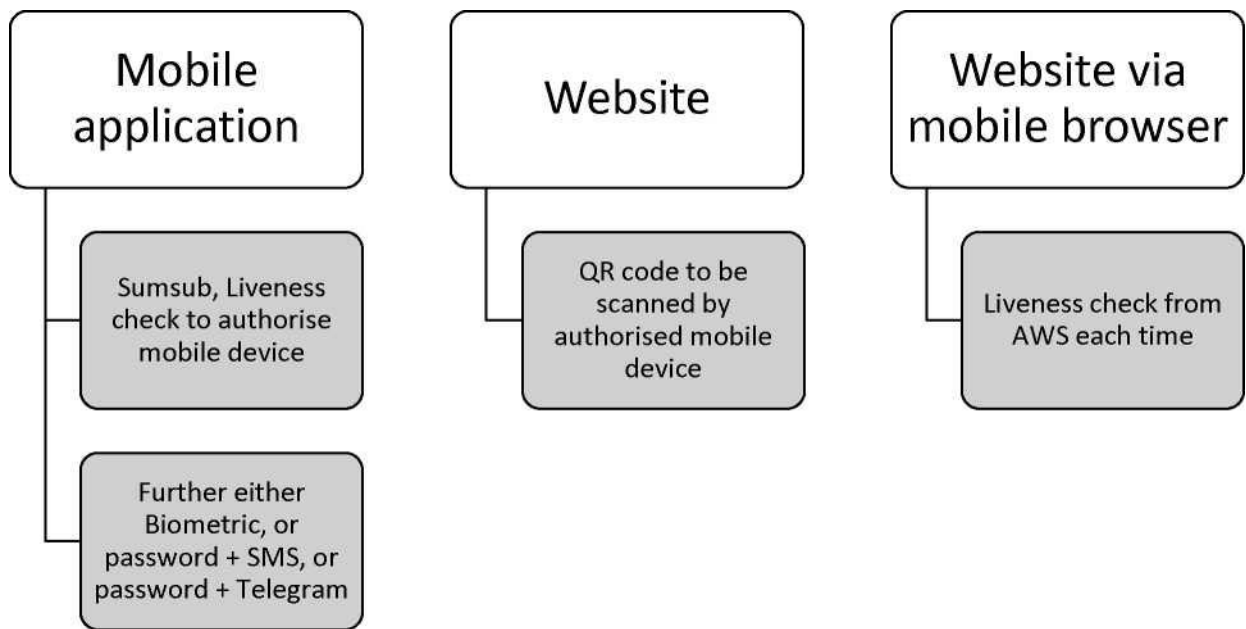 Mobile
application
Sumsub, Liveness
check to authorise
mobile device
Further either
Biometric, or
password + SMS, or
password + Telegram
Website
QR code to be
scanned by
authorised mobile
device
Website via
mobile browser
Liveness check from
AWS each time